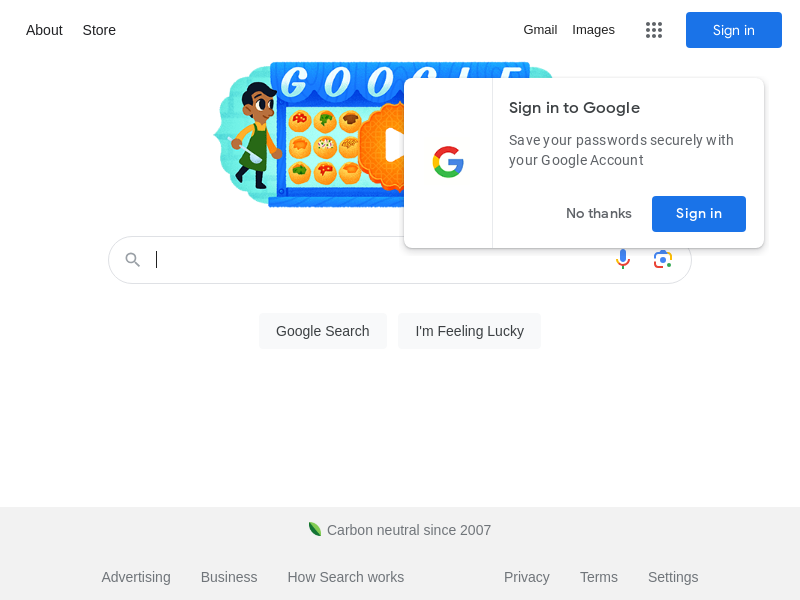 About Store Gmail Images Sign in
GOOGLE
Sign in to Google
Save your passwords securely with
your Google Account
No thanks Sign in
Google Search I'm Feeling Lucky
Carbon neutral since 2007
Advertising Business How Search works Privacy Terms Settings